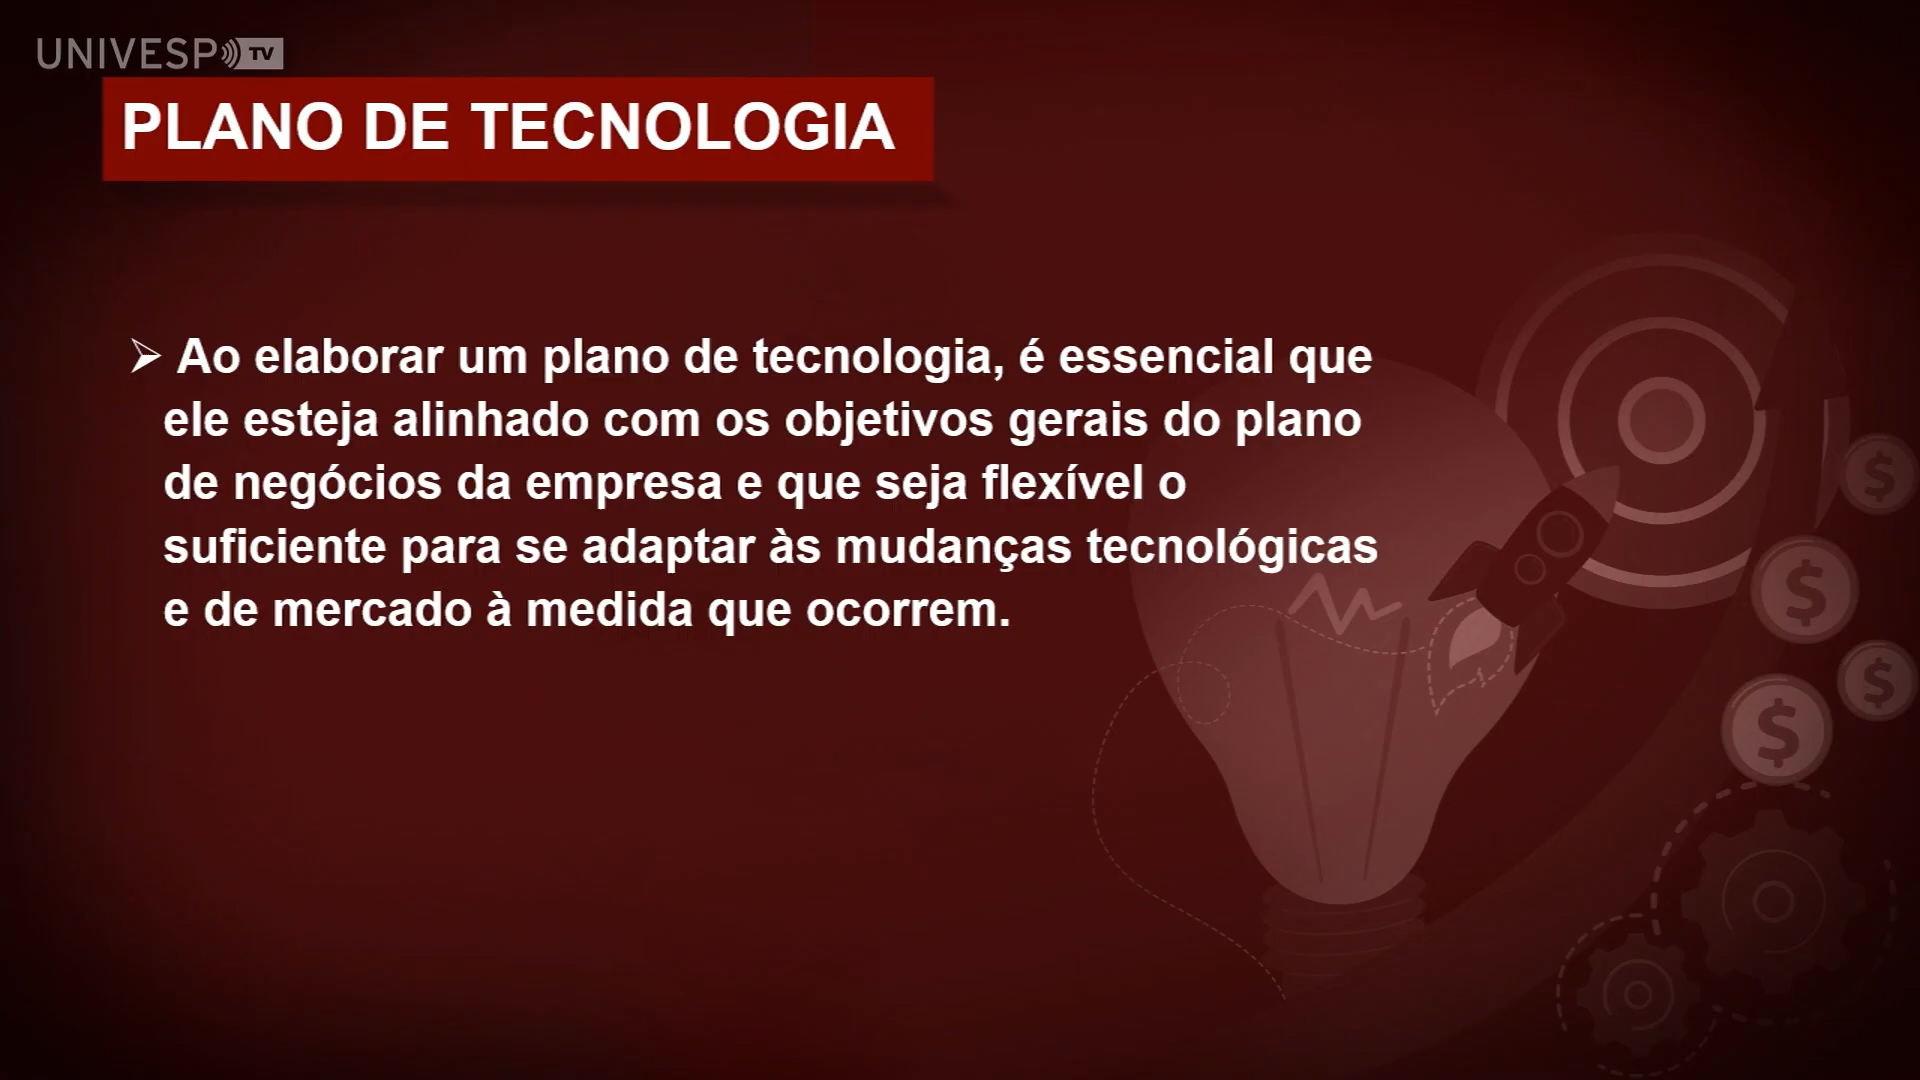 UNIVESP TV
PLANO DE TECNOLOGIA
➢ Ao elaborar um plano de tecnologia, é essencial que
ele esteja alinhado com os objetivos gerais do plano
de negócios da empresa e que seja flexível o
suficiente para se adaptar às mudanças tecnológicas
e de mercado à medida que ocorrem.
$
$
$
$